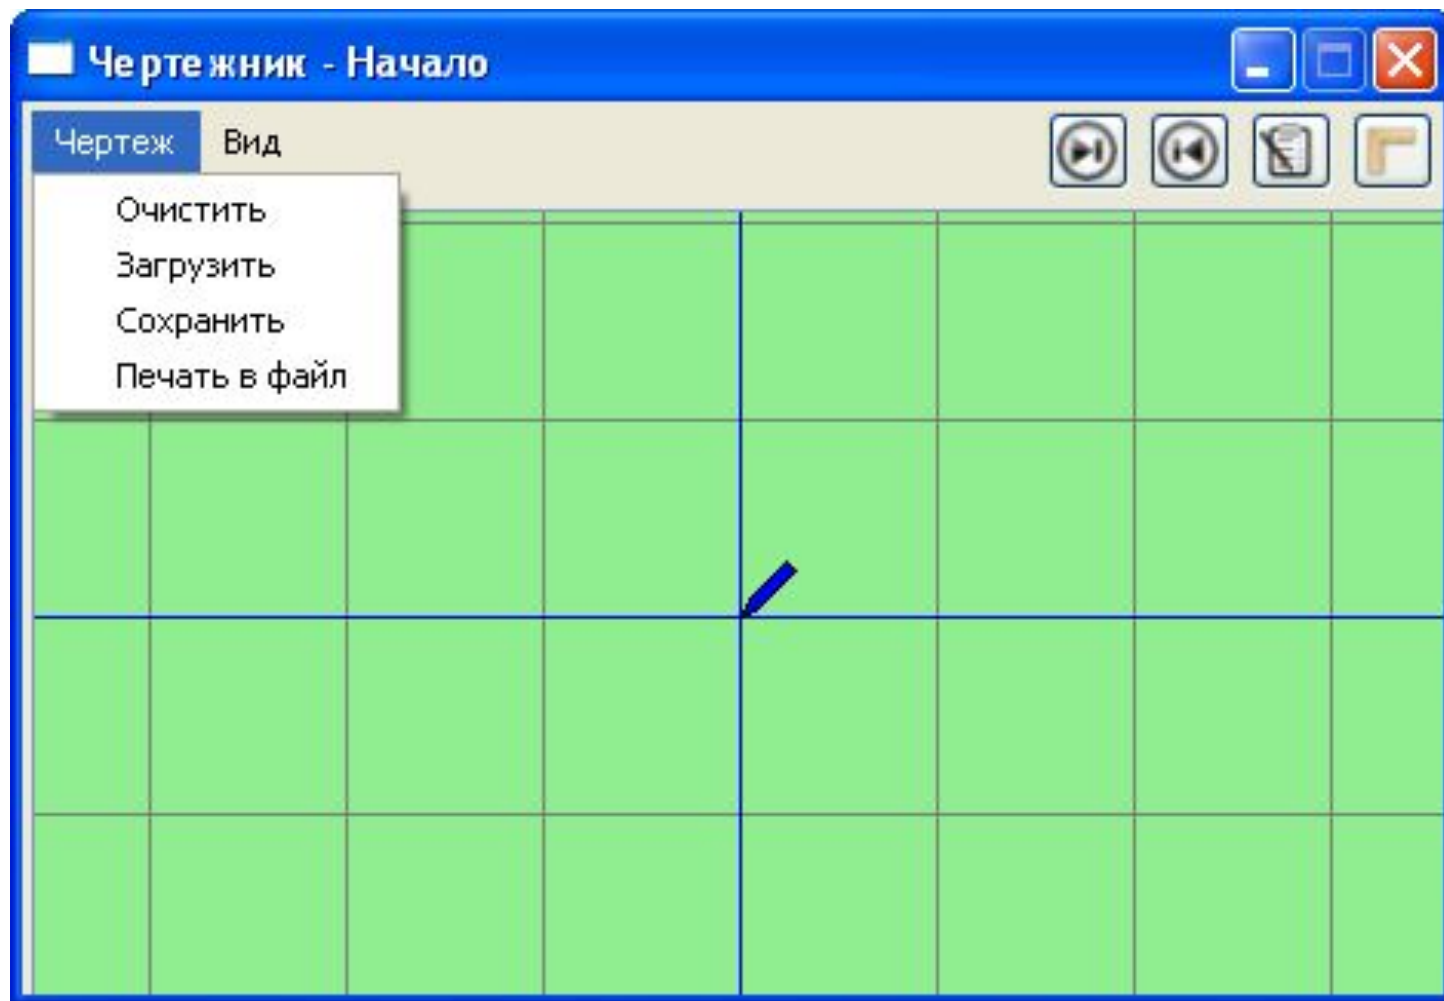 Чертежник - Начало
Чертеж Вид
Очистить
Загрузить
Сохранить
Печать в файл